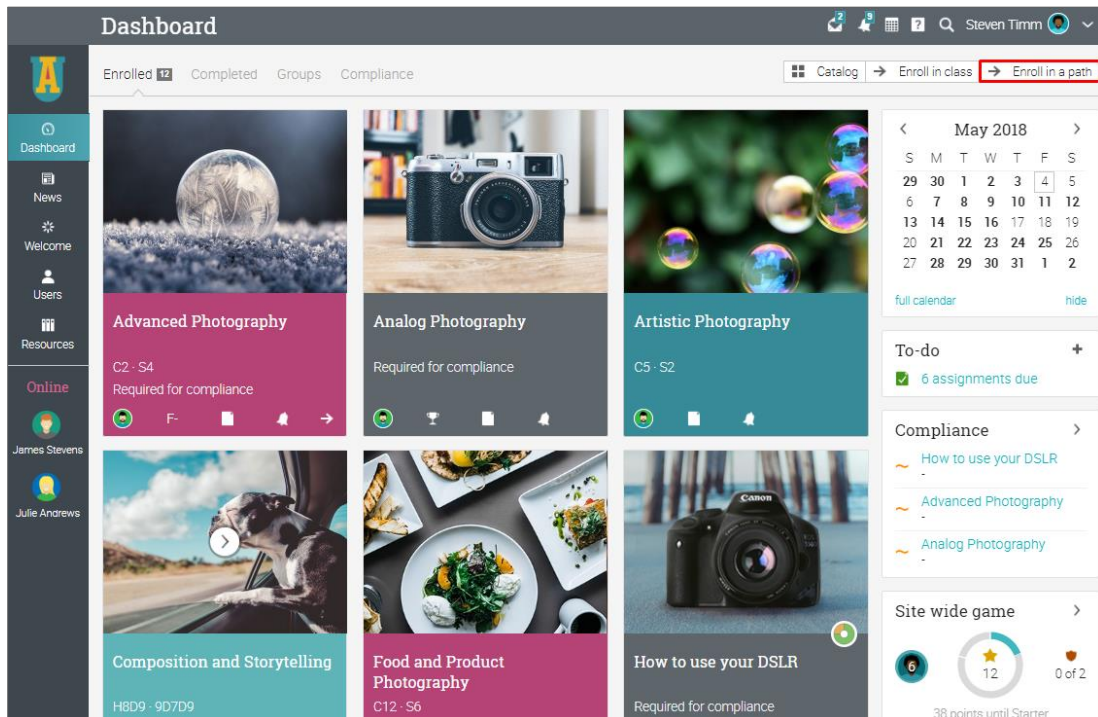 Dashboard
2
9
?
Steven Timm
Enrolled 12 Completed Groups Compliance
Catalog
Enroll in class
Enroll in a path
A
Dashboard
News
Welcome
Users
Resources
Online
James Stevens
Julie Andrews
Advanced Photography
C2 · S4
Required for compliance
F-
Analog Photography
Required for compliance
Artistic Photography
C5 · S2
Composition and Storytelling
H8D9 · 9D7D9
Food and Product
Photography
C12 · S6
Canon
How to use your DSLR
Required for compliance
< May 2018 >
S M T W T F S
29 30 1 2 3 4 5
6 7 8 9 10 11 12
13 14 15 16 17 18 19
20 21 22 23 24 25 26
27 28 29 30 31 1 2
full calendar hide
To-do +
6 assignments due
Compliance >
How to use your DSLR
-
Advanced Photography
-
Analog Photography
-
Site wide game >
6
12
0 of 2
38 points until Starter